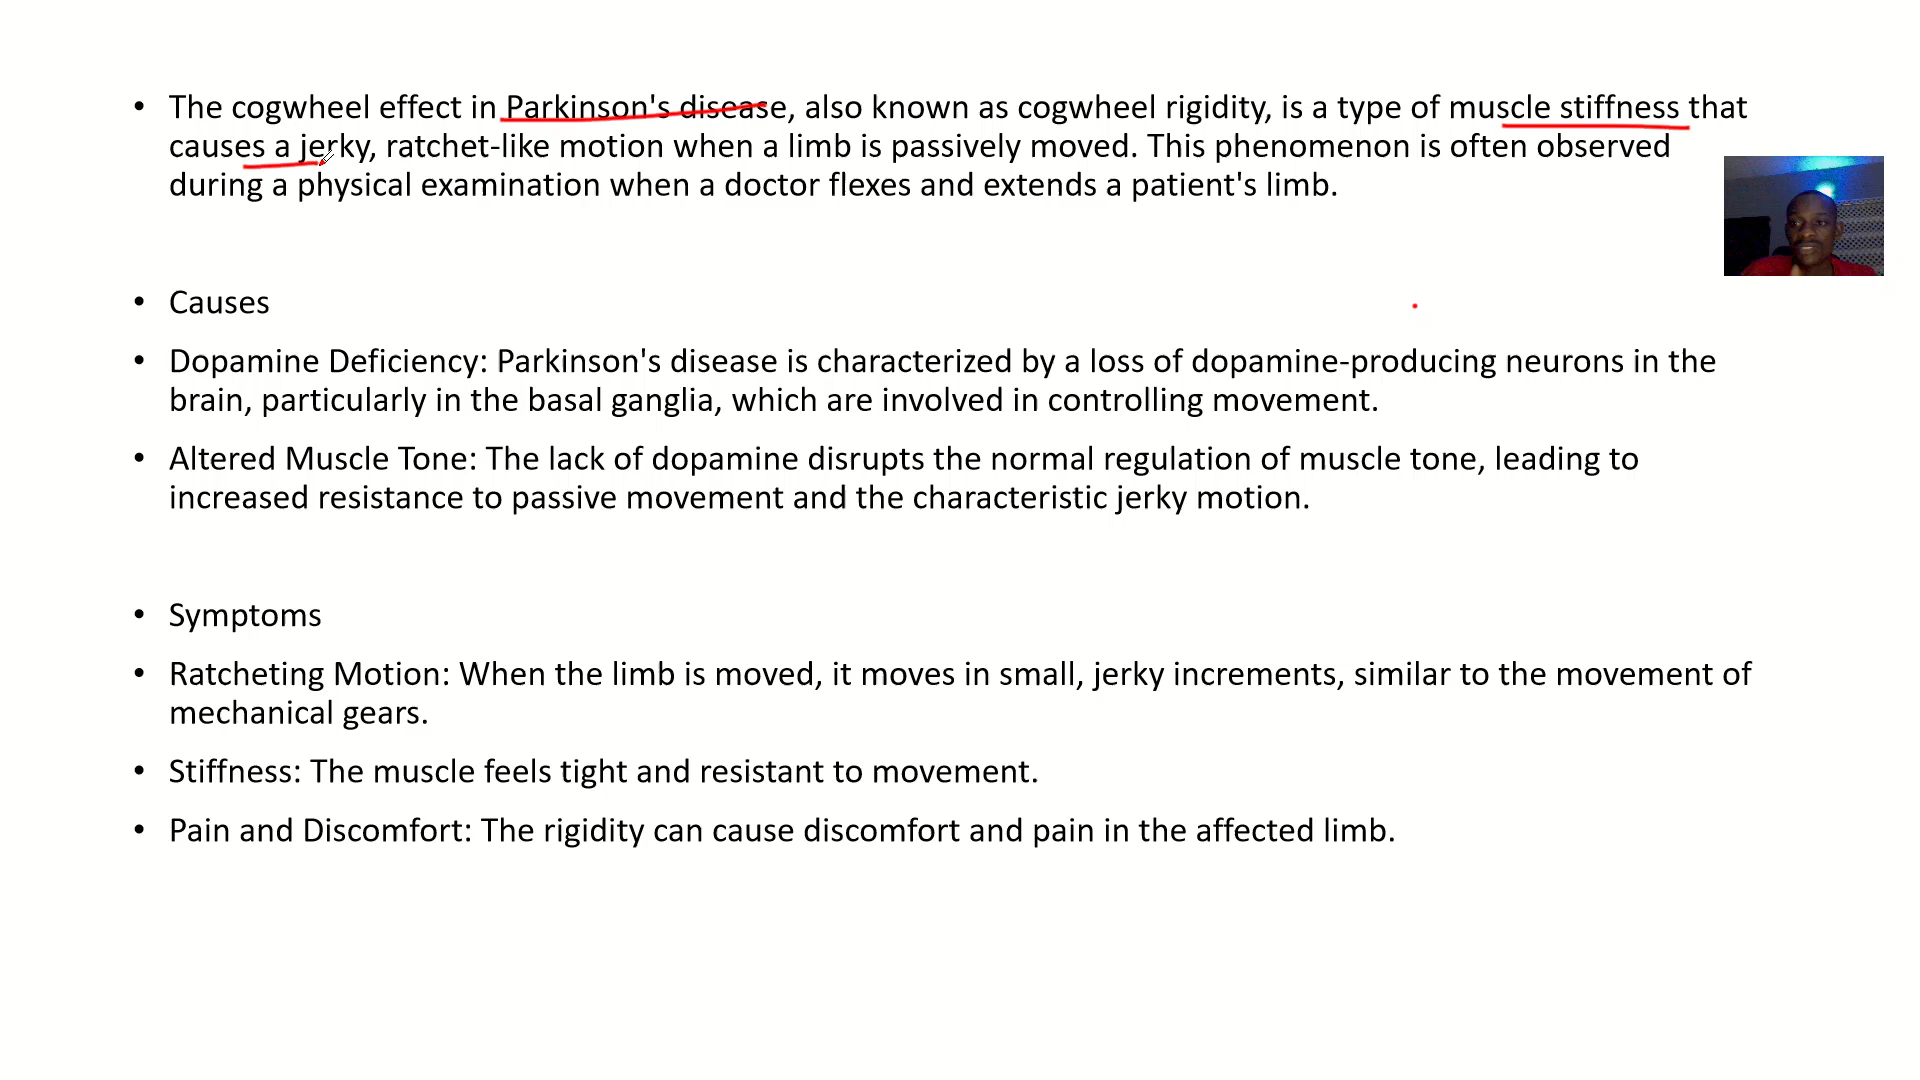 • The cogwheel effect in Parkinson's disease, also known as cogwheel rigidity, is a type of muscle stiffness that
causes a jerky, ratchet-like motion when a limb is passively moved. This phenomenon is often observed
during a physical examination when a doctor flexes and extends a patient's limb.
• Causes
• Dopamine Deficiency: Parkinson's disease is characterized by a loss of dopamine-producing neurons in the
brain, particularly in the basal ganglia, which are involved in controlling movement.
• Altered Muscle Tone: The lack of dopamine disrupts the normal regulation of muscle tone, leading to
increased resistance to passive movement and the characteristic jerky motion.
• Symptoms
• Ratcheting Motion: When the limb is moved, it moves in small, jerky increments, similar to the movement of
mechanical gears.
• Stiffness: The muscle feels tight and resistant to movement.
• Pain and Discomfort: The rigidity can cause discomfort and pain in the affected limb.